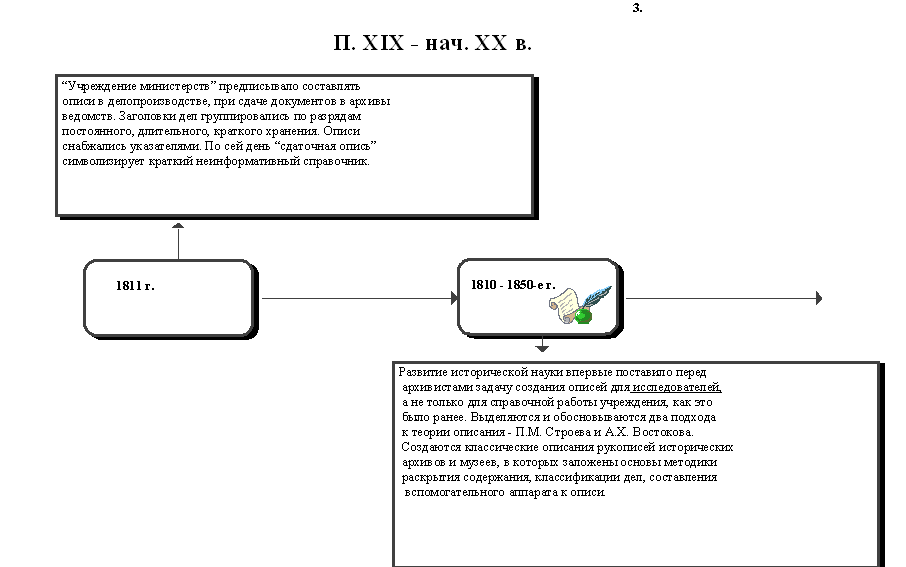 3.
П. XIX - нач. XX в.
“Учреждение министерств” предписывало составлять
описи в делопроизводстве, при сдаче документов в архивы
ведомств. Заголовки дел группировались по разрядам
постоянного, длительного, краткого хранения. Описи
снабжались указателями. По сей день “сдаточная опись”
символизирует краткий неинформативный справочник.
1811 г.
1810 - 1850-е г.
Развитие исторической науки впервые поставило перед
архивистами задачу создания описей для исследователей,
а не только для справочной работы учреждения, как это
было ранее. Выделяются и обосновываются два подхода
к теории описания - П.М. Строева и А.Х. Востокова.
Создаются классические описания рукописей исторических
архивов и музеев, в которых заложены основы методики
раскрытия содержания, классификации дел, составления
вспомогательного аппарата к описи.